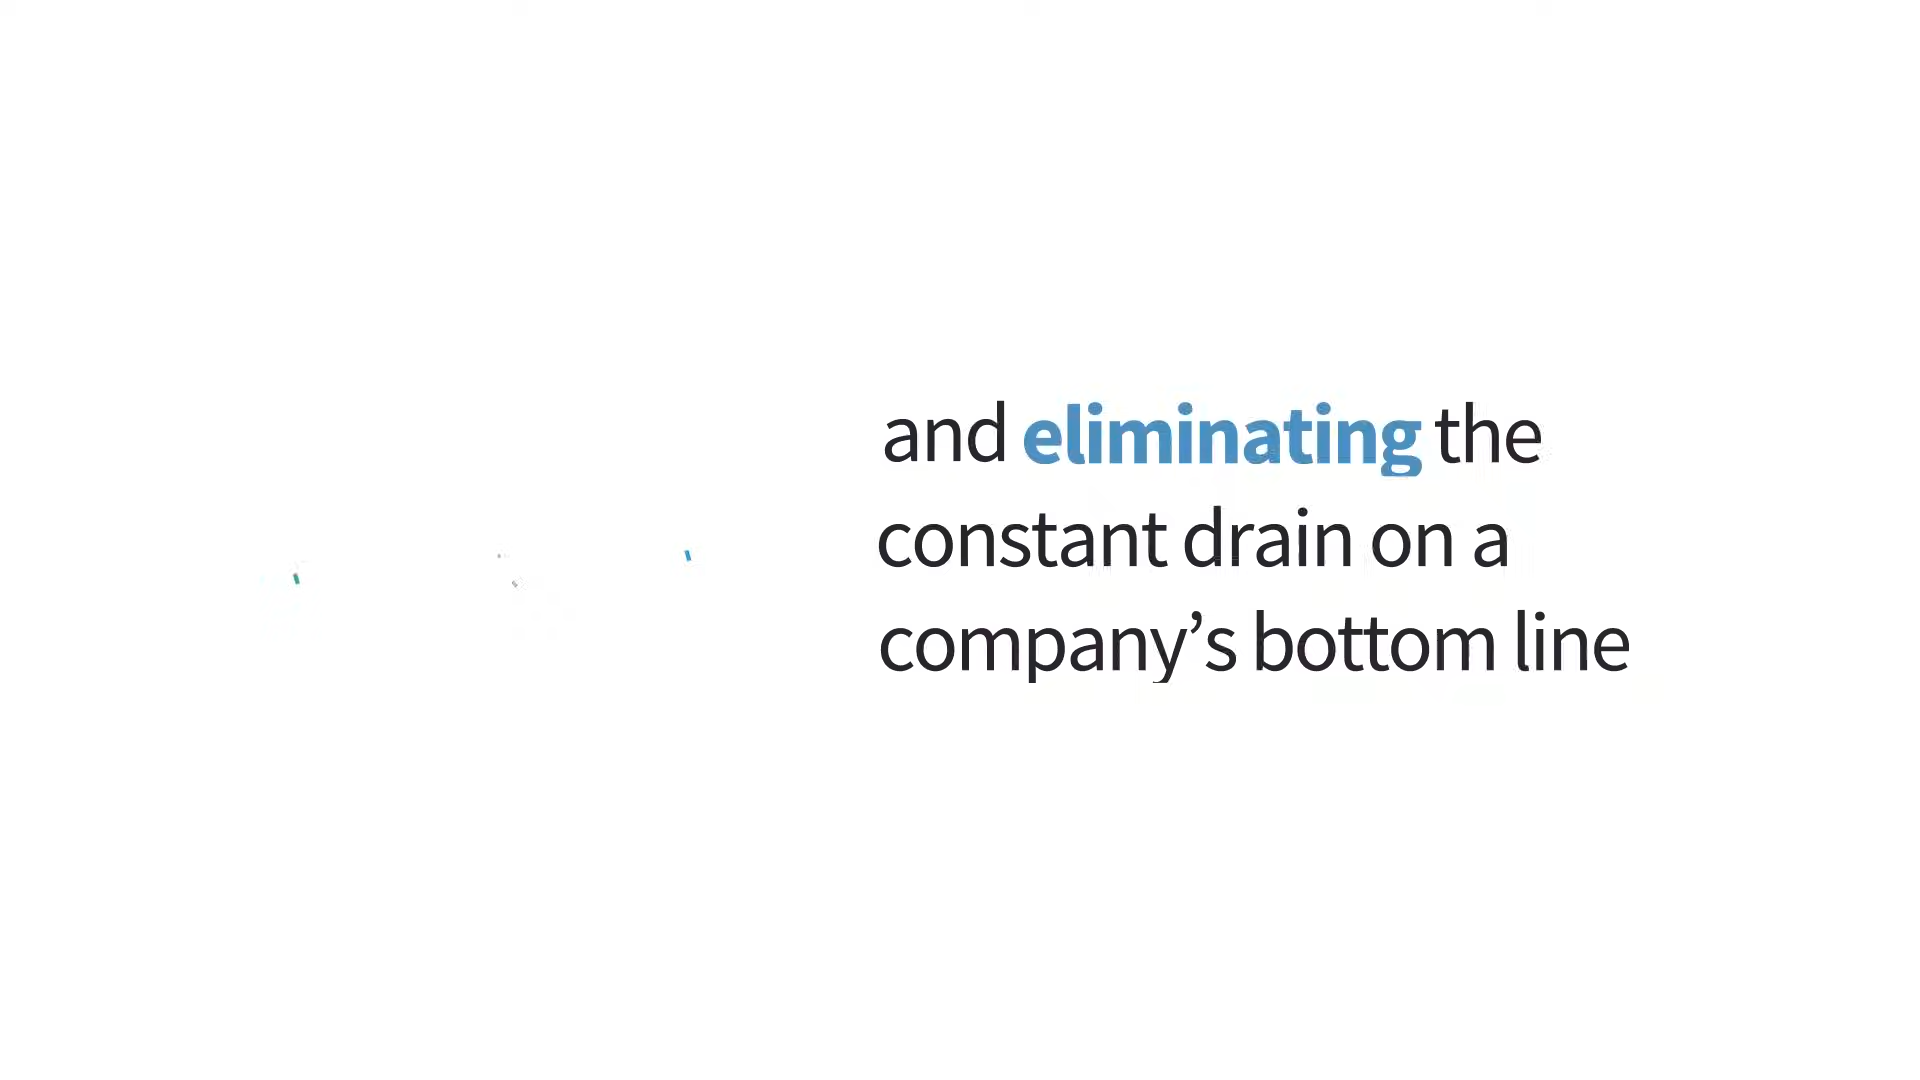 and eliminating the
constant drain on a
company’s bottom line